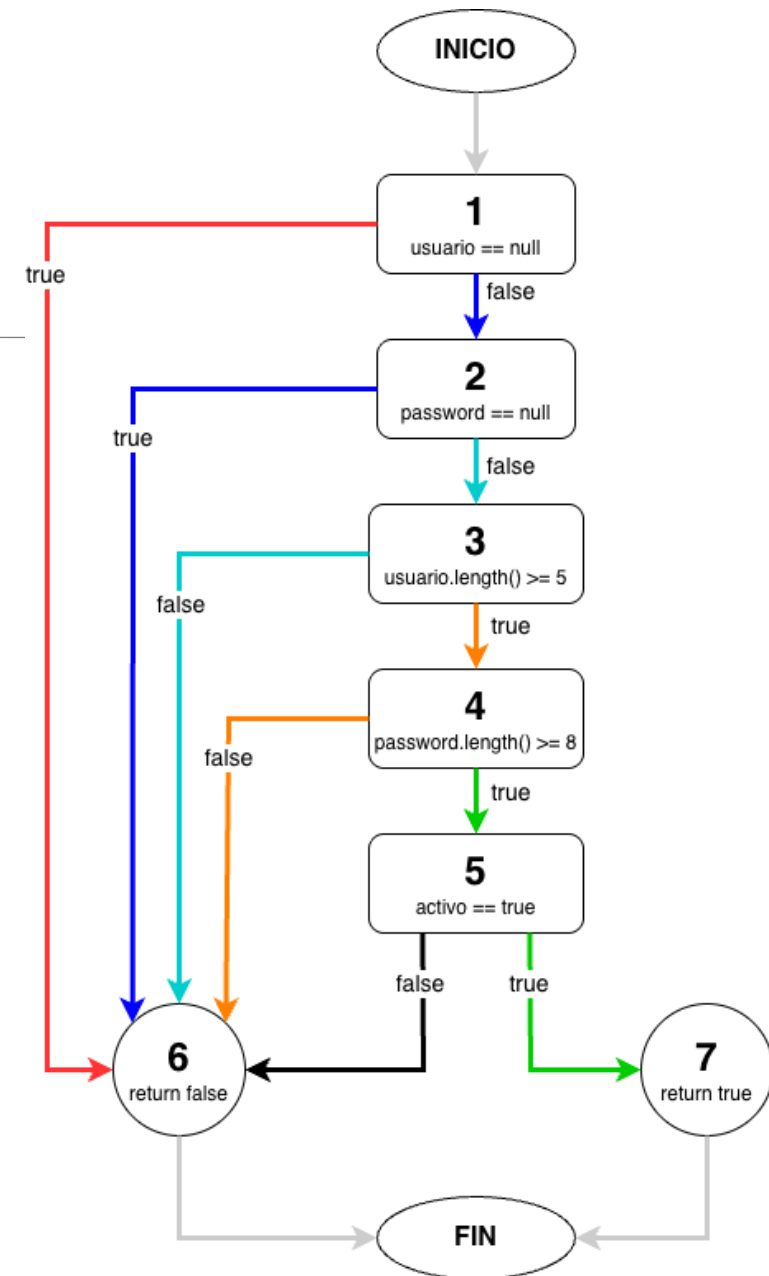 INICIO
1
usuario == null
true
false
2
password == null
true
false
3
usuario.length() >= 5
false
true
4
password.length() >= 8
false
true
5
activo == true
false
true
6
return false
7
return true
FIN